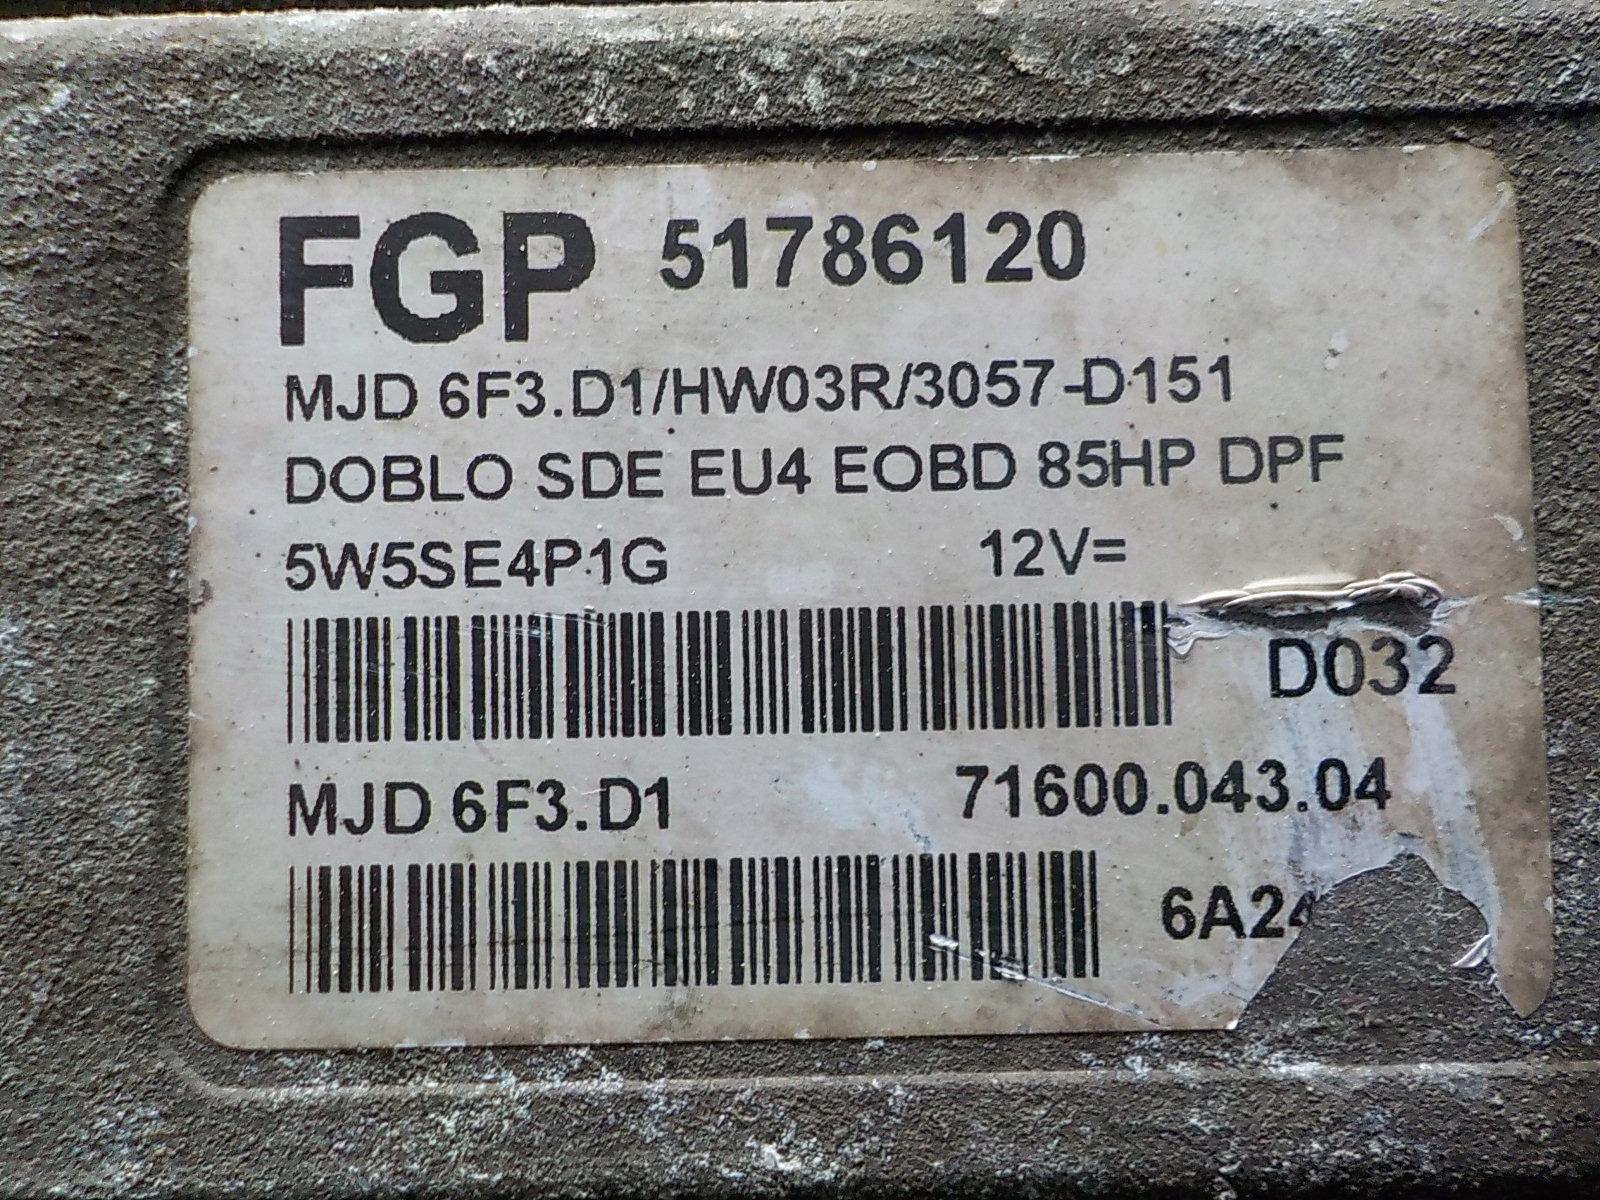 FGP 51786120
MJD 6F3.D1/HW03R/3057-D151
DOBLO SDE EU4 EOBD 85HP DPF
5W5SE4P1G 12V=
D032
MJD 6F3.D1 71600.043.04